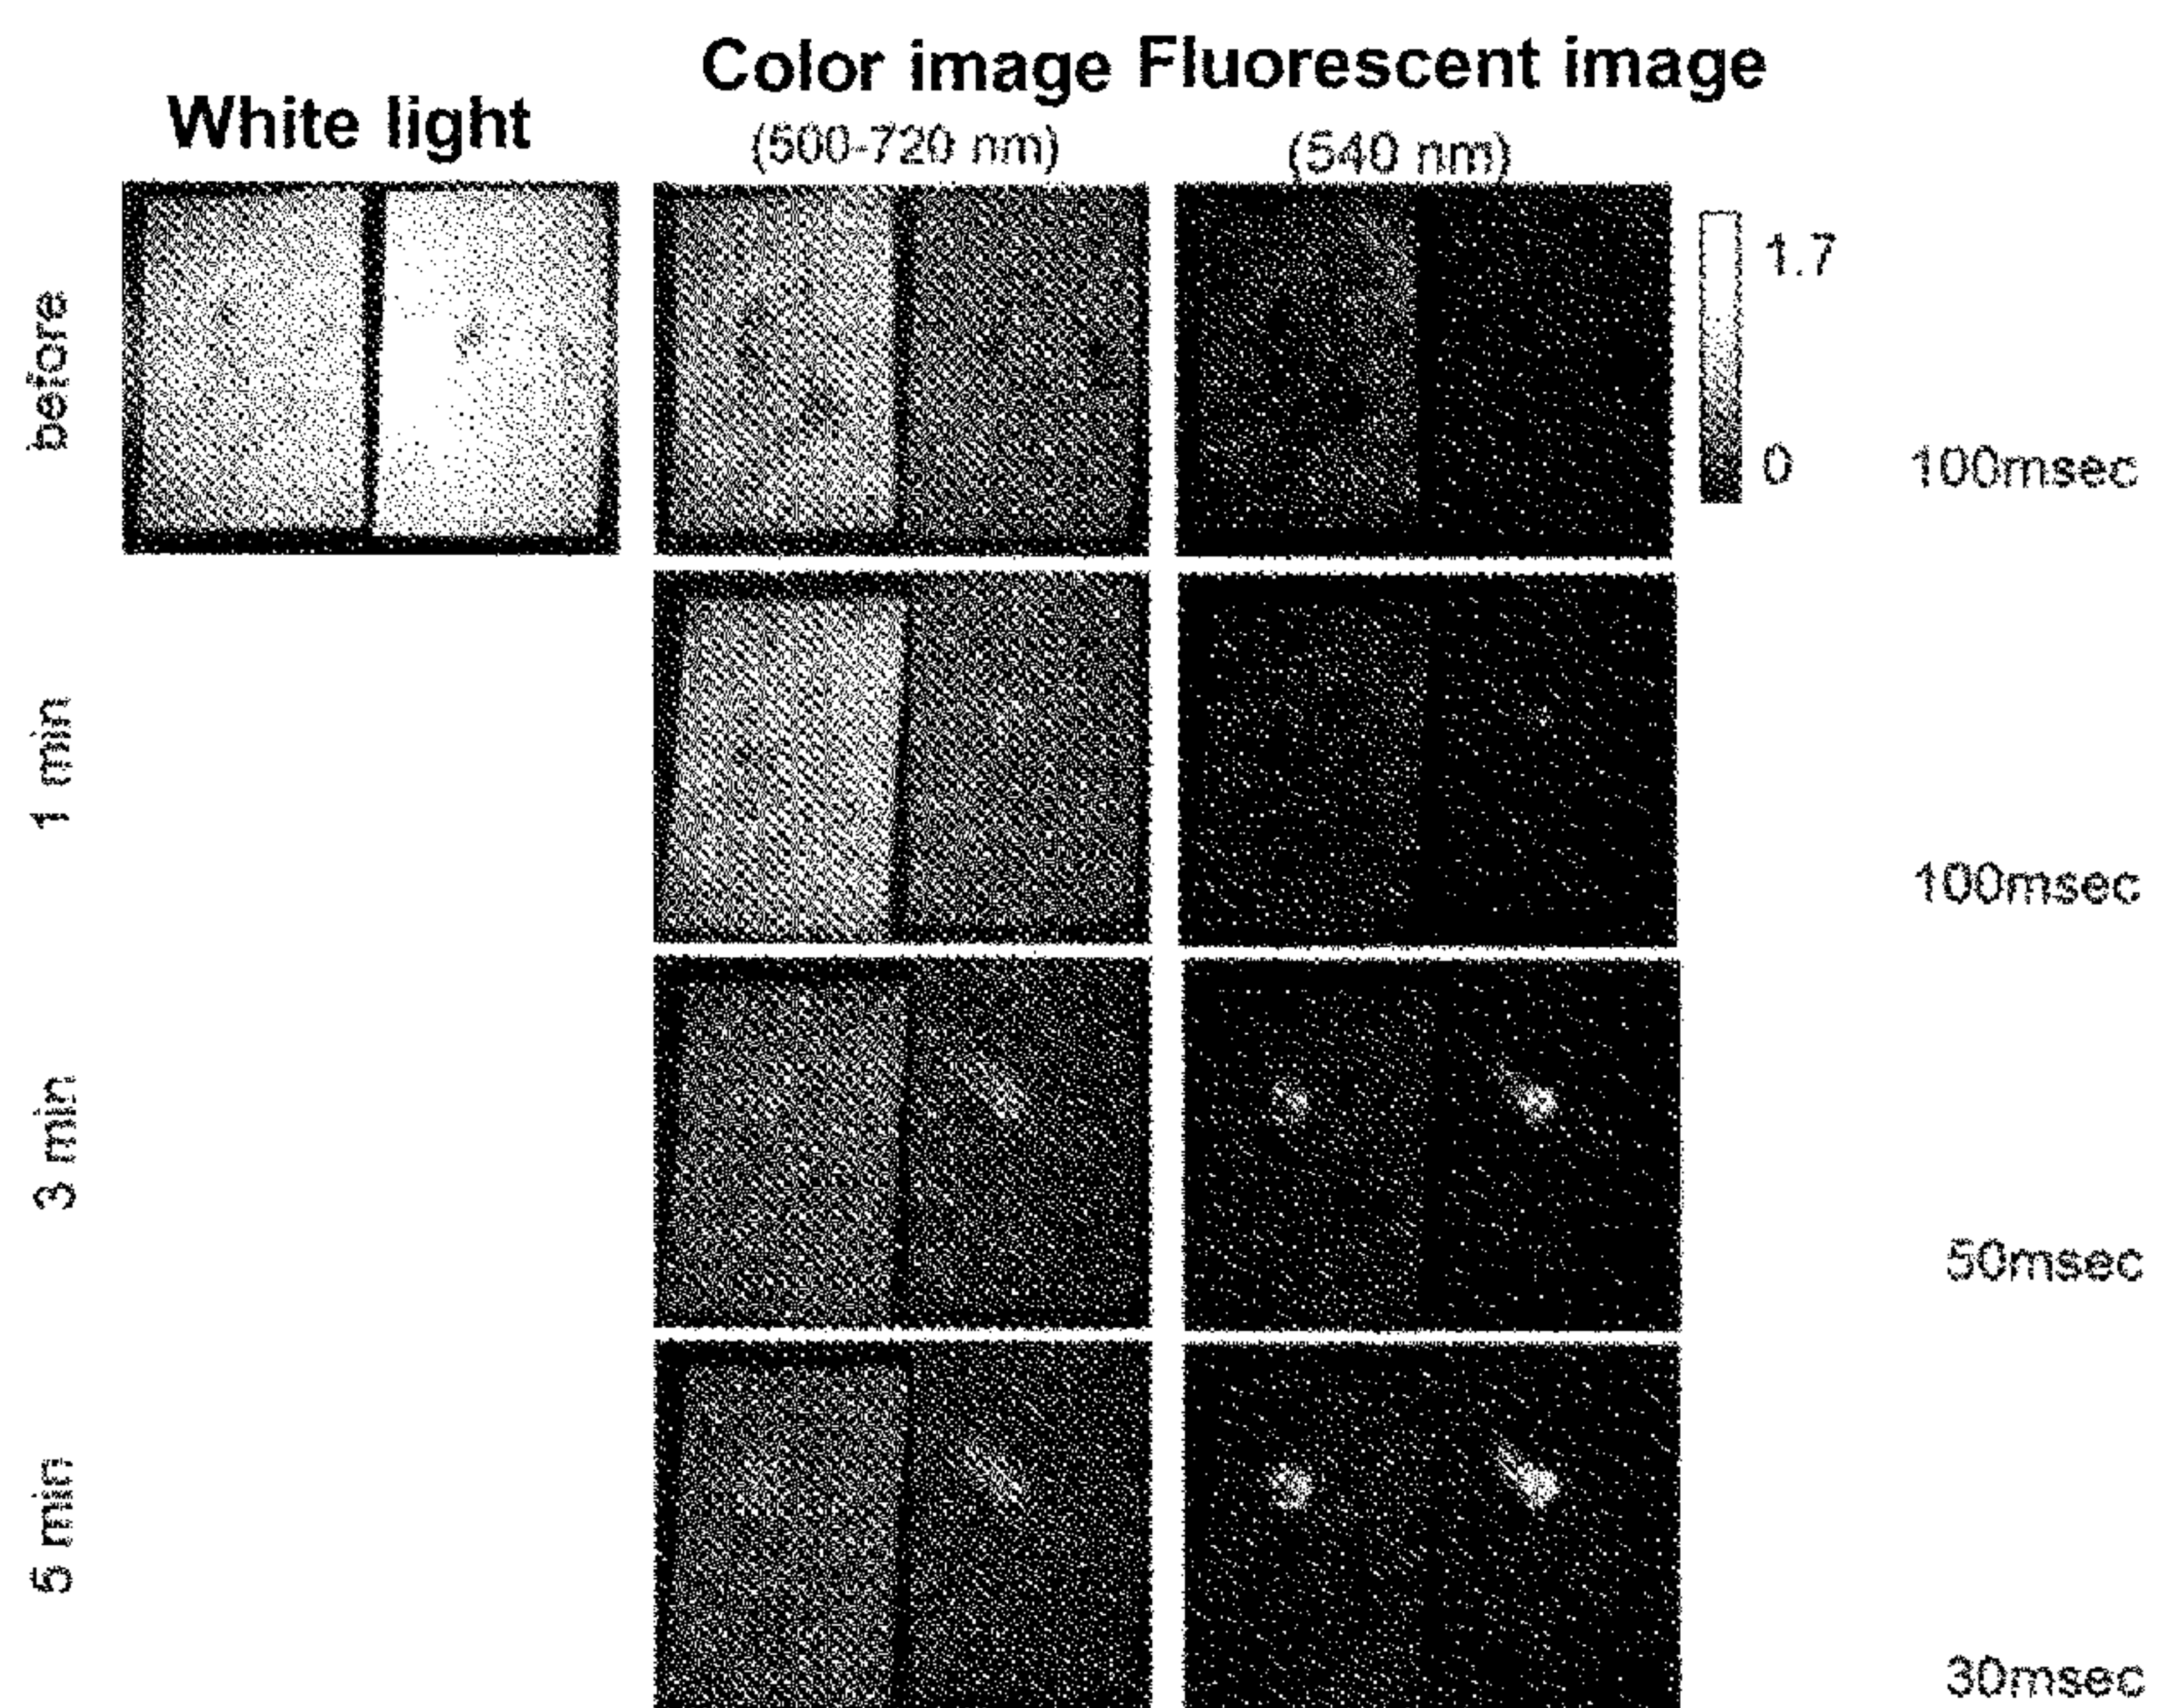 Color image Fluorescent image
White light
(500-720 nm)
(540 nm)
before
1.7
0
100msec
1 min
100msec
3 min
50msec
5 min
30msec